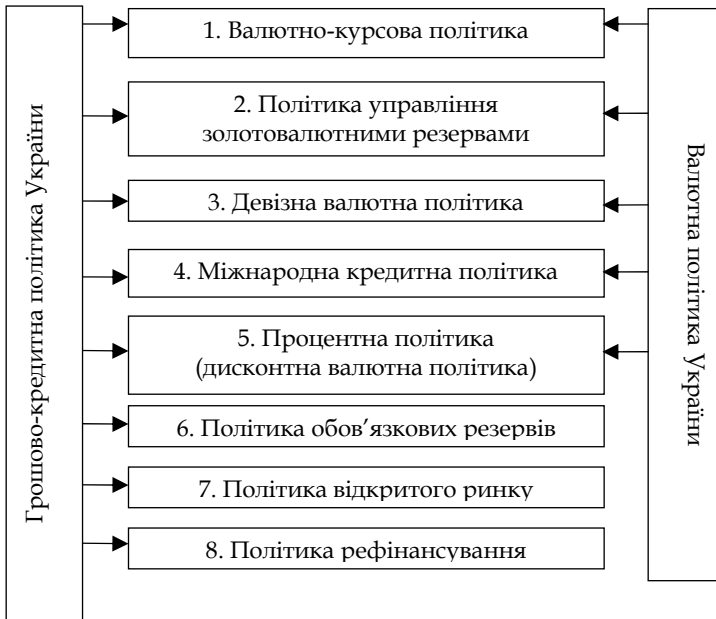 Грошово-кредитна політика України
1. Валютно-курсова політика
2. Політика управління
золотовалютними резервами
3. Девізна валютна політика
4. Міжнародна кредитна політика
5. Процентна політика
(дисконтна валютна політика)
6. Політика обов’язкових резервів
7. Політика відкритого ринку
8. Політика рефінансування
Валютна політика України